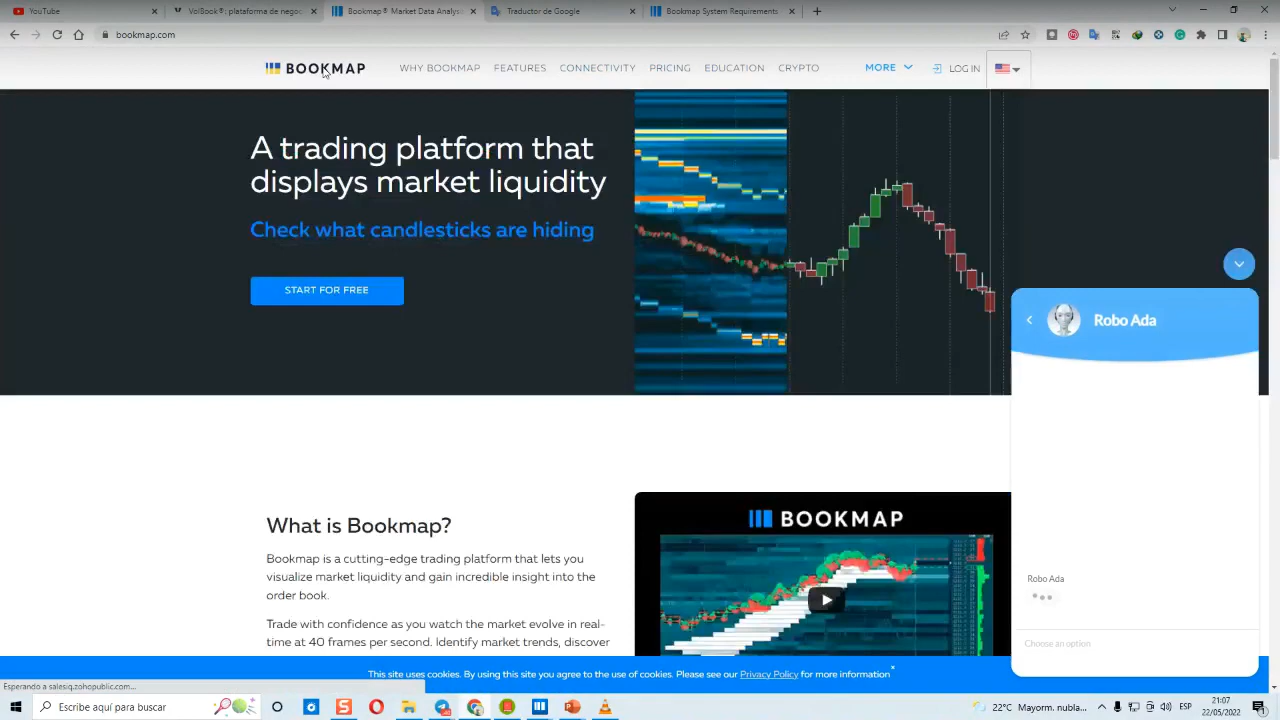 YouTube
VolBook®: plataforma de negoc
Bookmap® Market Data Analysis
Traductor de Google
Bookmap System Requirements
bookmap.com
BOOKMAP
WHY BOOKMAP
FEATURES
CONNECTIVITY
PRICING
EDUCATION
CRYPTO
MORE
LOG IN
A trading platform that
displays market liquidity
Check what candlesticks are hiding
START FOR FREE
Robo Ada
What is Bookmap?
BOOKMAP
Bookmap is a cutting-edge trading platform that lets you
visualize market liquidity and gain incredible insight into the
order book.
Robo Ada
Trade with confidence as you watch the market evolve in real-
time at 40 frames per second. Identify market trends, discover
Choose an option
This site uses cookies. By using this site you agree to the use of cookies. Please see our Privacy Policy for more information
Esperando a salesiq.zohopublic.com...
Escribe aquí para buscar
22°C Mayorm. nubla...
ESP
21:07
22/05/2022